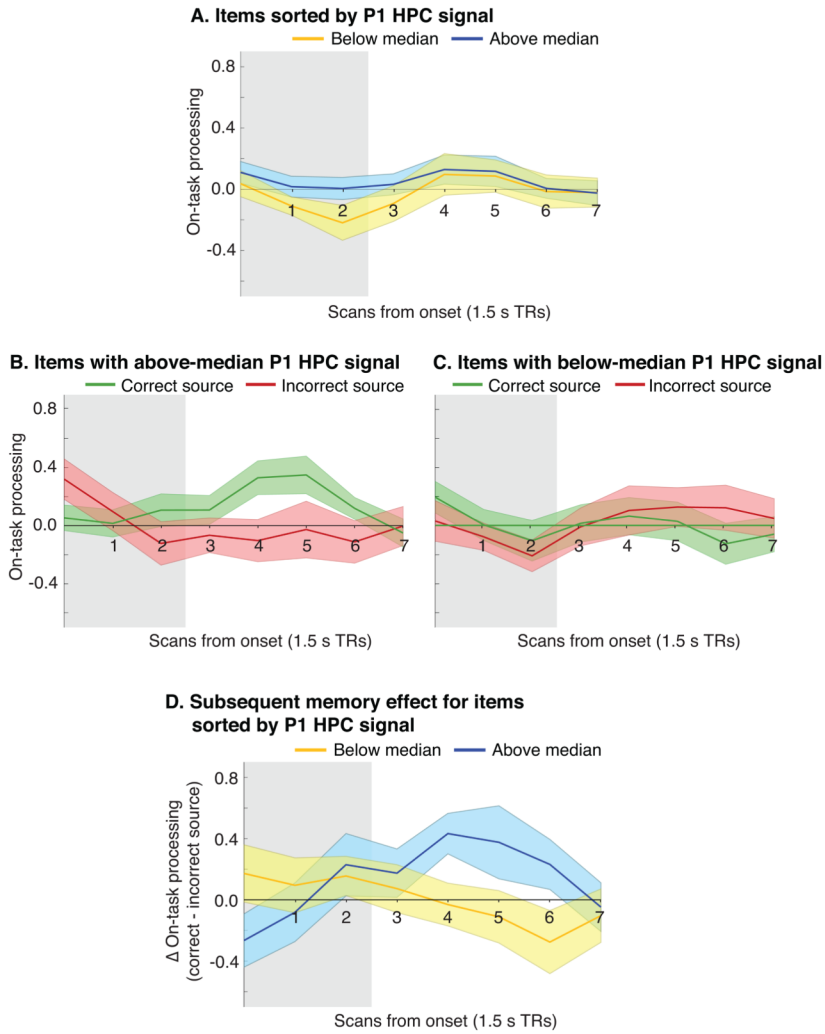 A. Items sorted by P1 HPC signal
Below median Above median
On-task processing
0.8
0.4
0.0
-0.4
1 2 3 4 5 6 7
Scans from onset (1.5 s TRs)
B. Items with above-median P1 HPC signal
Correct source Incorrect source
On-task processing
0.8
0.4
0.0
-0.4
1 2 3 4 5 6 7
Scans from onset (1.5 s TRs)
C. Items with below-median P1 HPC signal
Correct source Incorrect source
1 2 3 4 5 6 7
Scans from onset (1.5 s TRs)
D. Subsequent memory effect for items
sorted by P1 HPC signal
Below median Above median
Δ On-task processing
(correct - incorrect source)
0.8
0.4
0.0
-0.4
1 2 3 4 5 6 7
Scans from onset (1.5 s TRs)